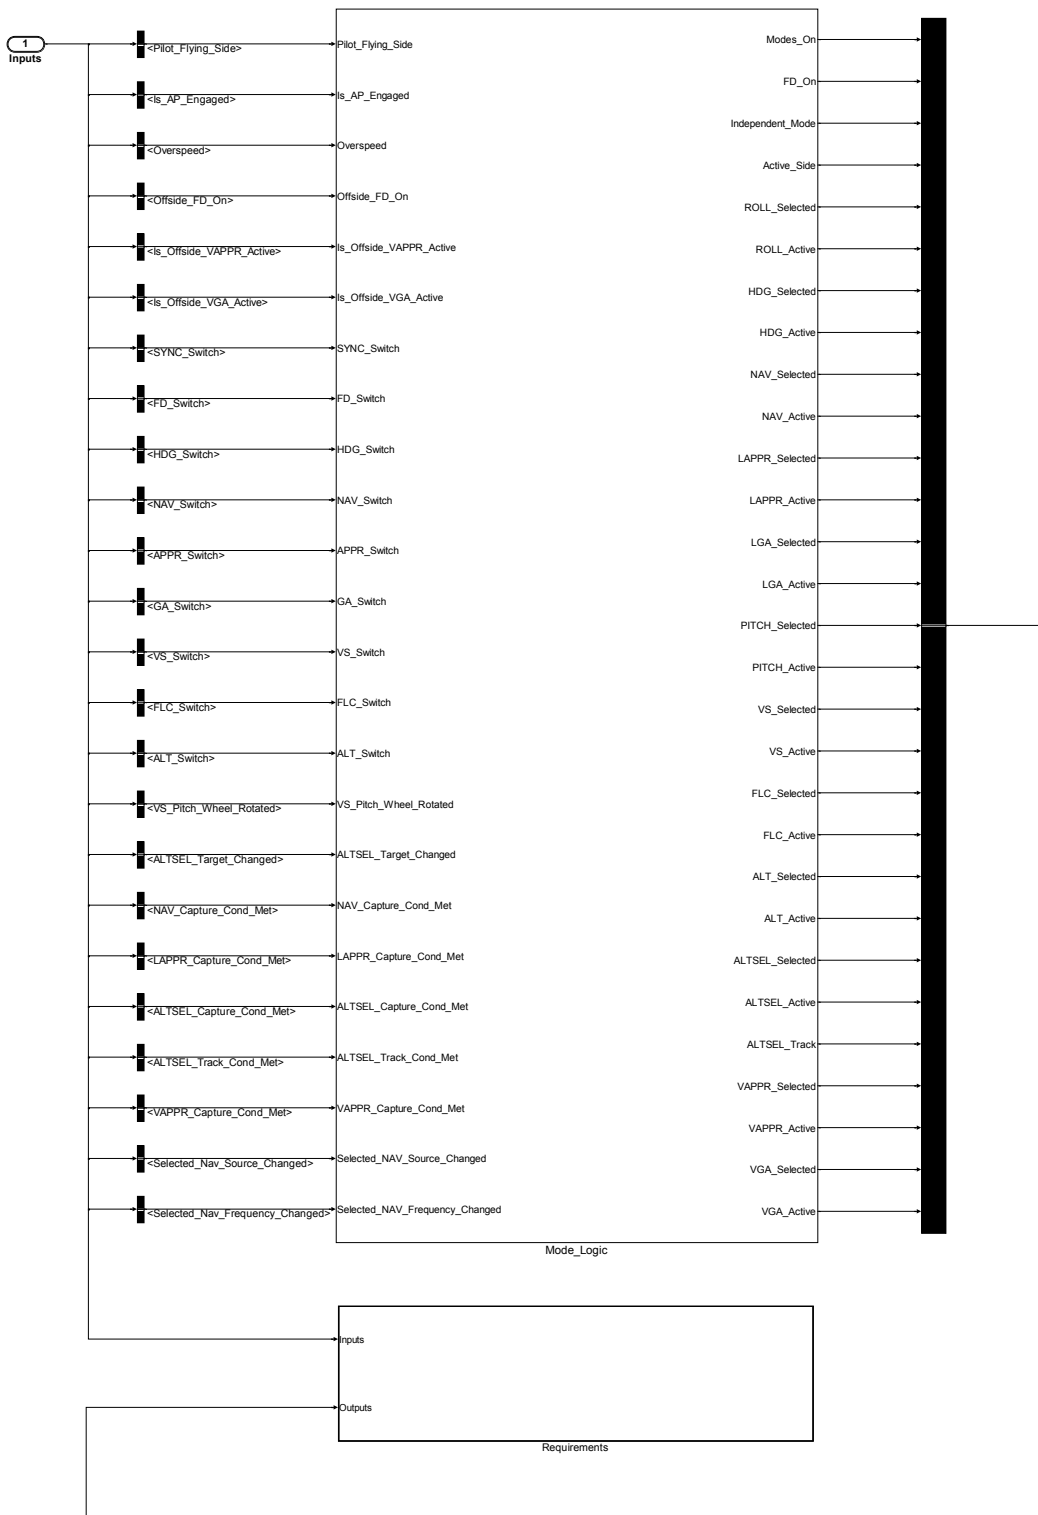 1
Inputs
<Pilot_Flying_Side>
<Is_AP_Engaged>
<Overspeed>
<Offside_FD_On>
<Is_Offside_VAPPR_Active>
<Is_Offside_VGA_Active>
<SYNC_Switch>
<FD_Switch>
<HDG_Switch>
<NAV_Switch>
<APPR_Switch>
<GA_Switch>
<VS_Switch>
<FLC_Switch>
<ALT_Switch>
<VS_Pitch_Wheel_Rotated>
<ALTSEL_Target_Changed>
<NAV_Capture_Cond_Met>
<LAPPR_Capture_Cond_Met>
<ALTSEL_Capture_Cond_Met>
<ALTSEL_Track_Cond_Met>
<VAPPR_Capture_Cond_Met>
<Selected_Nav_Source_Changed>
<Selected_Nav_Frequency_Changed>
Pilot_Flying_Side
Is_AP_Engaged
Overspeed
Offside_FD_On
Is_Offside_VAPPR_Active
Is_Offside_VGA_Active
SYNC_Switch
FD_Switch
HDG_Switch
NAV_Switch
APPR_Switch
GA_Switch
VS_Switch
FLC_Switch
ALT_Switch
VS_Pitch_Wheel_Rotated
ALTSEL_Target_Changed
NAV_Capture_Cond_Met
LAPPR_Capture_Cond_Met
ALTSEL_Capture_Cond_Met
ALTSEL_Track_Cond_Met
VAPPR_Capture_Cond_Met
Selected_NAV_Source_Changed
Selected_NAV_Frequency_Changed
Modes_On
FD_On
Independent_Mode
Active_Side
ROLL_Selected
ROLL_Active
HDG_Selected
HDG_Active
NAV_Selected
NAV_Active
LAPPR_Selected
LAPPR_Active
LGA_Selected
LGA_Active
PITCH_Selected
PITCH_Active
VS_Selected
VS_Active
FLC_Selected
FLC_Active
ALT_Selected
ALT_Active
ALTSEL_Selected
ALTSEL_Active
ALTSEL_Track
VAPPR_Selected
VAPPR_Active
VGA_Selected
VGA_Active
Mode_Logic
Inputs
Outputs
Requirements